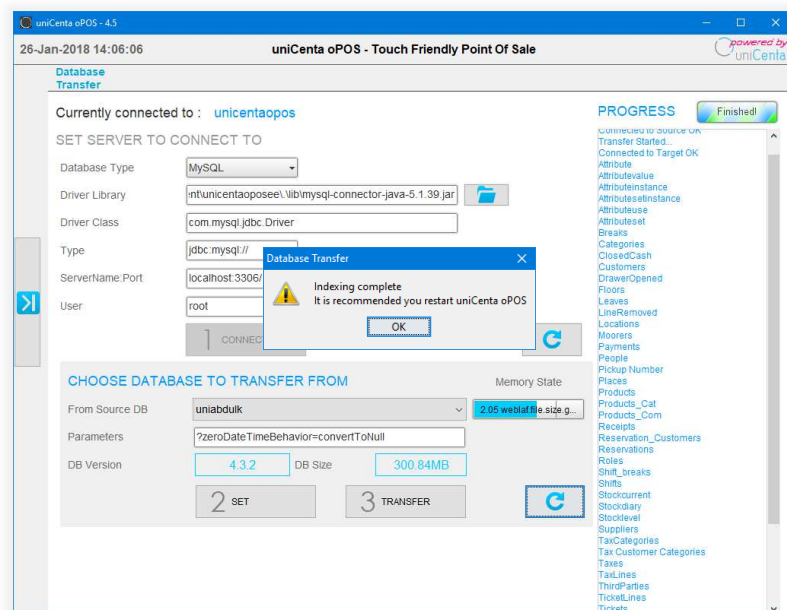 uniCenta oPOS - 4.5
26-Jan-2018 14:06:06
uniCenta oPOS - Touch Friendly Point Of Sale
powered by
uniCenta
Database
Transfer
Currently connected to : unicentaopos
SET SERVER TO CONNECT TO
Database Type
MySQL
Driver Library
nt\unicentaoposee\.\lib\mysql-connector-java-5.1.39.jar
Driver Class
com.mysql.jdbc.Driver
Type
jdbc:mysql://
ServerName:Port
localhost:3306/
User
root
1 CONNEC
Database Transfer
Indexing complete
It is recommended you restart uniCenta oPOS
OK
CHOOSE DATABASE TO TRANSFER FROM
Memory State
From Source DB
uniabdulk
2.05 weblaf.file.size.g...
Parameters
?zeroDateTimeBehavior=convertToNull
DB Version
4.3.2
DB Size
300.84MB
2 SET
3 TRANSFER
PROGRESS
Finished!
Connected to Source OK
Transfer Started...
Connected to Target OK
Attribute
Attributevalue
Attributeinstance
Attributesetinstance
Attributeuse
Attributeset
Breaks
Categories
ClosedCash
Customers
DrawerOpened
Floors
Leaves
LineRemoved
Locations
Moorers
Payments
People
Pickup Number
Places
Products
Products_Cat
Products_Com
Receipts
Reservation_Customers
Reservations
Roles
Shift_breaks
Shifts
Stockcurrent
Stockdiary
Stocklevel
Suppliers
TaxCategories
Tax Customer Categories
Taxes
TaxLines
ThirdParties
TicketLines
Tickets